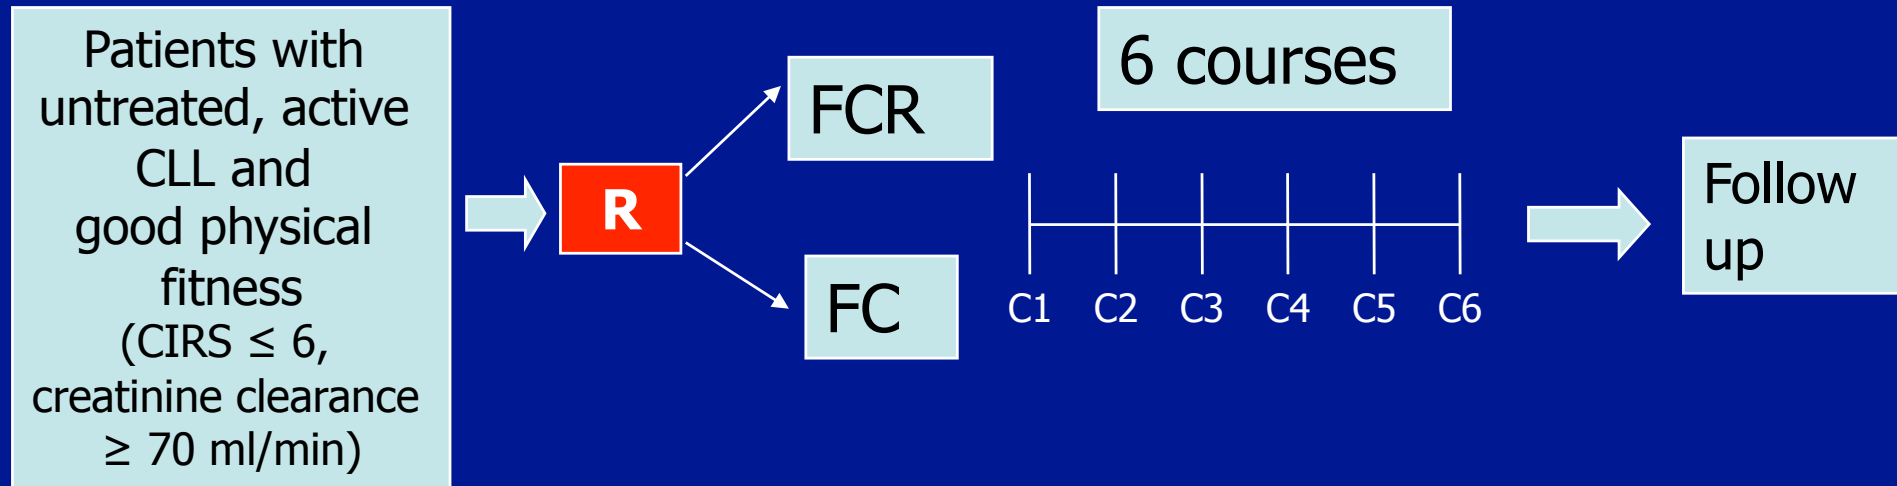 Patients with
untreated, active
CLL and
good physical
fitness
(CIRS ≤ 6,
creatinine clearance
≥ 70 ml/min)
R
FCR
FC
6 courses
C1 C2 C3 C4 C5 C6
Follow
up